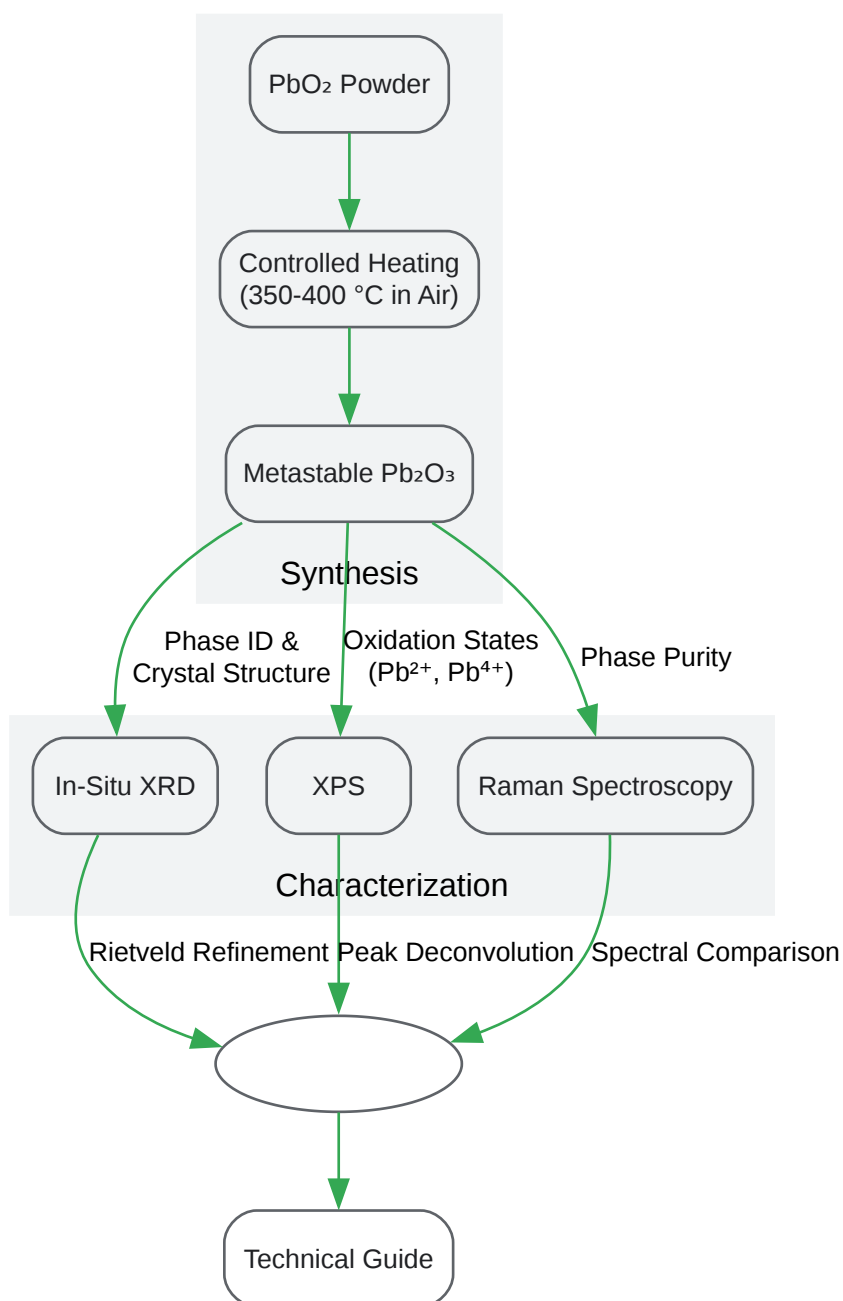 PbO₂ Powder
Controlled Heating
(350-400 °C in Air)
Metastable Pb₂O₃
Synthesis
Phase ID &
Crystal Structure
Oxidation States
(Pb²⁺, Pb⁴⁺)
Phase Purity
In-Situ XRD
XPS
Raman Spectroscopy
Characterization
Rietveld Refinement
Peak Deconvolution
Spectral Comparison
Technical Guide